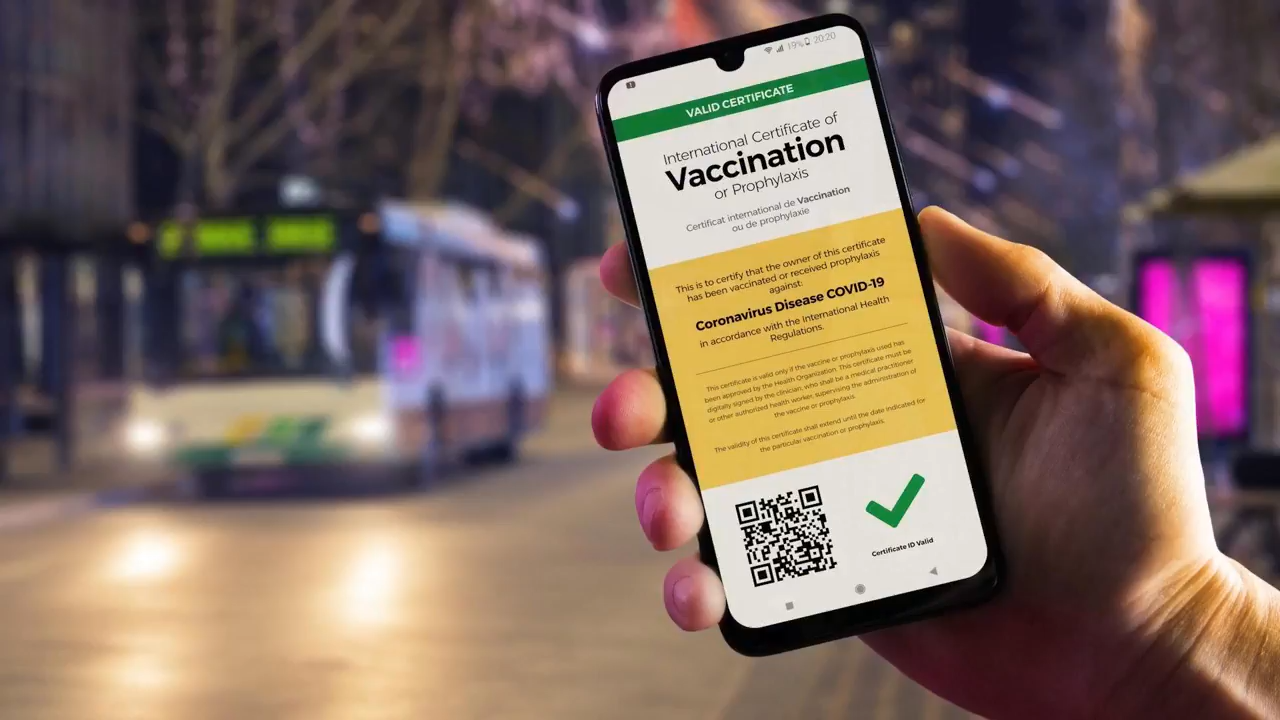 19% 20:20
VALID CERTIFICATE
International Certificate of
Vaccination
or Prophylaxis
Certificat international de Vaccination
ou de prophylaxie
This is to certify that the owner of this certificate
has been vaccinated or received prophylaxis
against:
Coronavirus Disease COVID-19
in accordance with the International Health
Regulations.
This certificate is valid only if the vaccine or prophylaxis used has
been approved by the Health Organization. This certificate must be
digitally signed by the clinician, who shall be a medical practitioner
or other authorized health worker, supervising the administration of
the vaccine or prophylaxis.
The validity of this certificate shall extend until the date indicated for
the particular vaccination or prophylaxis.
Certificate ID Valid